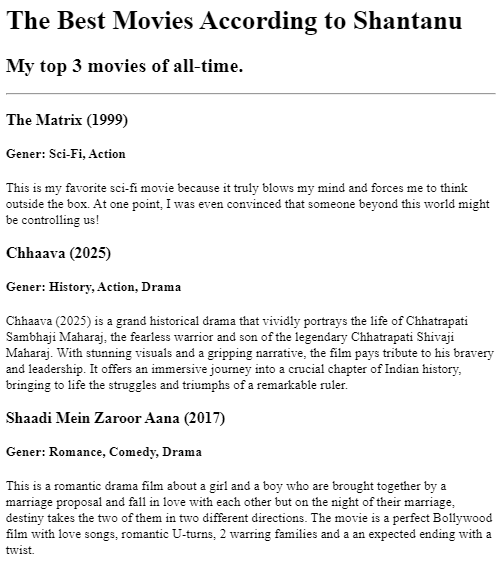 The Best Movies According to Shantanu
My top 3 movies of all-time.
The Matrix (1999)
Gener: Sci-Fi, Action
This is my favorite sci-fi movie because it truly blows my mind and forces me to think
outside the box. At one point, I was even convinced that someone beyond this world might
be controlling us!
Chhaava (2025)
Gener: History, Action, Drama
Chhaava (2025) is a grand historical drama that vividly portrays the life of Chhatrapati
Sambhaji Maharaj, the fearless warrior and son of the legendary Chhatrapati Shivaji
Maharaj. With stunning visuals and a gripping narrative, the film pays tribute to his bravery
and leadership. It offers an immersive journey into a crucial chapter of Indian history,
bringing to life the struggles and triumphs of a remarkable ruler.
Shaadi Mein Zaroor Aana (2017)
Gener: Romance, Comedy, Drama
This is a romantic drama film about a girl and a boy who are brought together by a
marriage proposal and fall in love with each other but on the night of their marriage,
destiny takes the two of them in two different directions. The movie is a perfect Bollywood
film with love songs, romantic U-turns, 2 warring families and a an expected ending with a
twist.